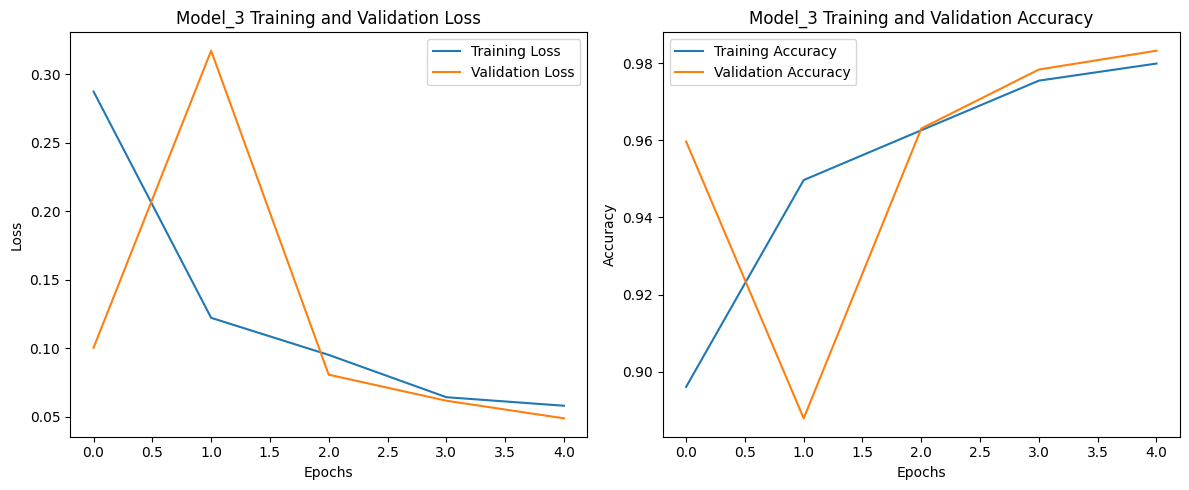 Model_3 Training and Validation Loss
Training Loss
Validation Loss
0.30
0.25
0.20
0.15
0.10
0.05
Loss
0.0 0.5 1.0 1.5 2.0 2.5 3.0 3.5 4.0
Epochs
Model_3 Training and Validation Accuracy
Training Accuracy
Validation Accuracy
0.98
0.96
0.94
0.92
0.90
Accuracy
0.0 0.5 1.0 1.5 2.0 2.5 3.0 3.5 4.0
Epochs